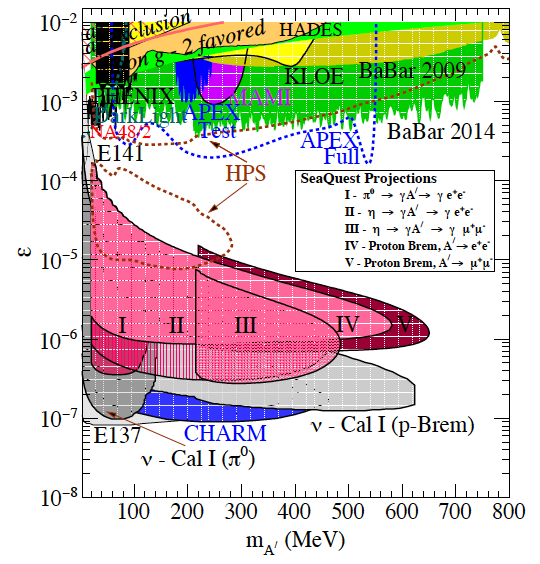 10⁻²
10⁻³
10⁻⁴
10⁻⁵
10⁻⁶
10⁻⁷
10⁻⁸
ε
g - 2 favored
HADES
KLOE
BaBar 2009
PHENIX
MAMI
DarkLight
APEX
Test
NA48/2
BaBar 2014
APEX
Full
E141
HPS
SeaQuest Projections
I - π⁰ → γA′→ γ e⁺e⁻
II - η → γA′ → γ e⁺e⁻
III - η → γA′ → γ μ⁺μ⁻
IV - Proton Brem, A′→ e⁺e⁻
V - Proton Brem, A′→ μ⁺μ⁻
I II III IV V
E137
CHARM
ν - Cal I (p-Brem)
ν - Cal I (π⁰)
100 200 300 400 500 600 700 800
m_A′ (MeV)